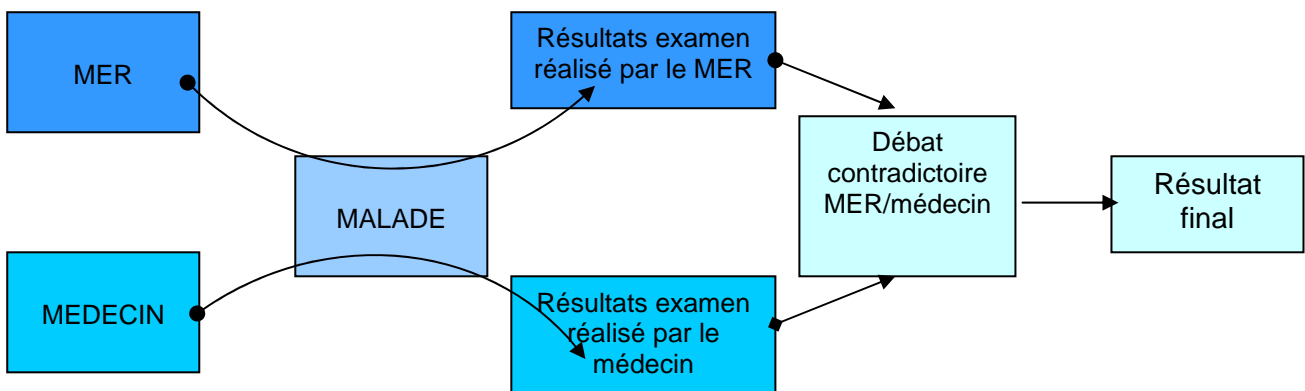 MER
Résultats examen
réalisé par le MER
MALADE
MEDECIN
Résultats examen
réalisé par le
médecin
Débat
contradictoire
MER/médecin
Résultat
final